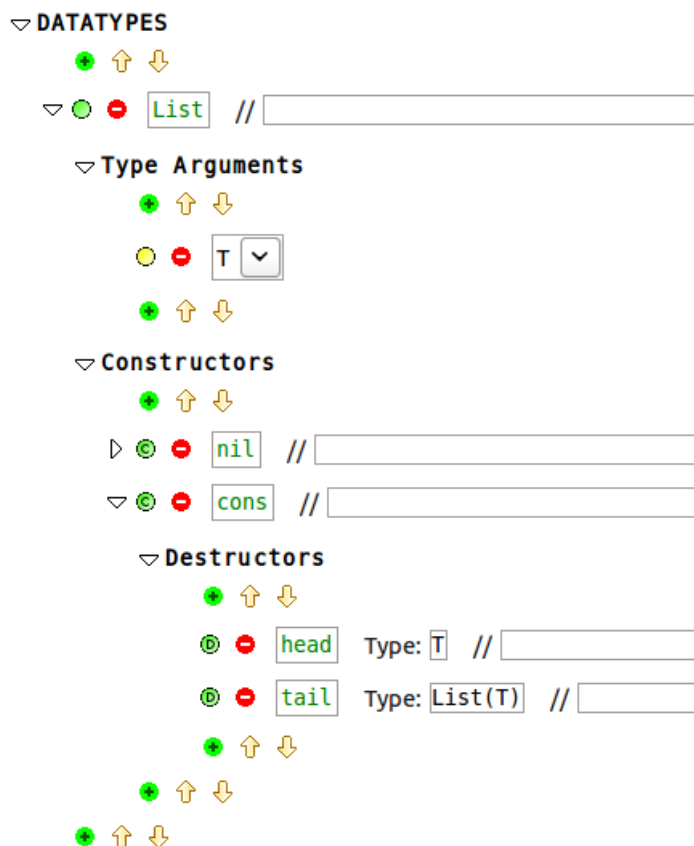 DATATYPES
List //
Type Arguments
T
Constructors
nil //
cons //
Destructors
head Type: T //
tail Type: List(T) //